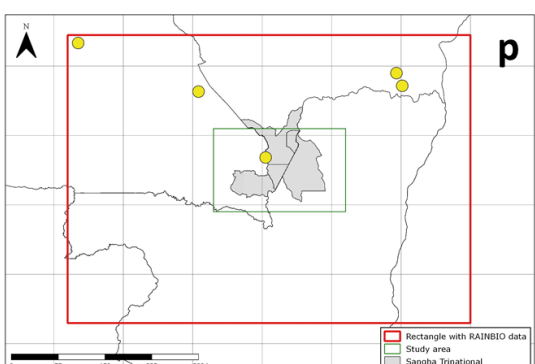 N
p
Rectangle with RAINBIO data
Study area
Sangha Trinational